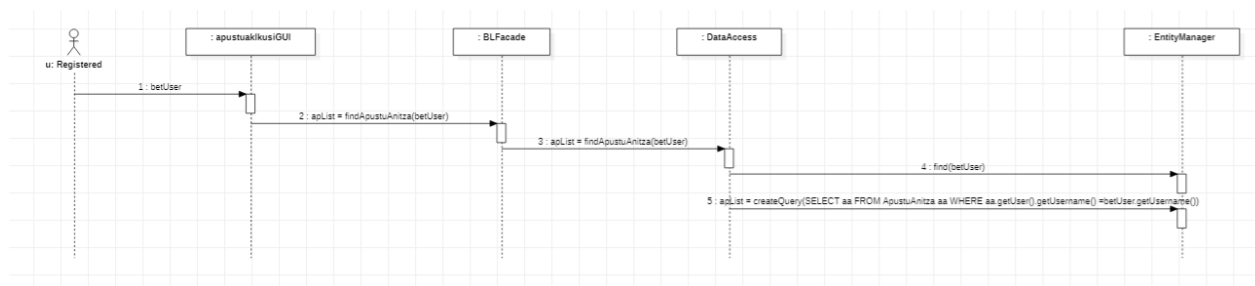 : apustuakIkusiGUI
: BLFacade
: DataAccess
: EntityManager
u: Registered
1 : betUser
2 : apList = findApustuAnitza(betUser)
3 : apList = findApustuAnitza(betUser)
4 : find(betUser)
5 : apList = createQuery(SELECT aa FROM ApustuAnitza aa WHERE aa.getUser().getUsername() =betUser.getUsername())